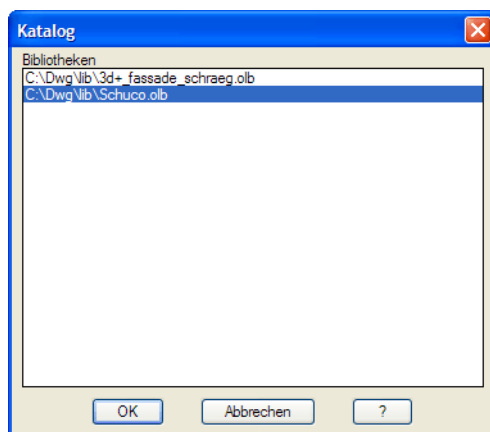 Katalog
Bibliotheken
C:\Dwg\lib\3d+_fassade_schraeg.olb
C:\Dwg\lib\Schuco.olb
OK Abbrechen ?